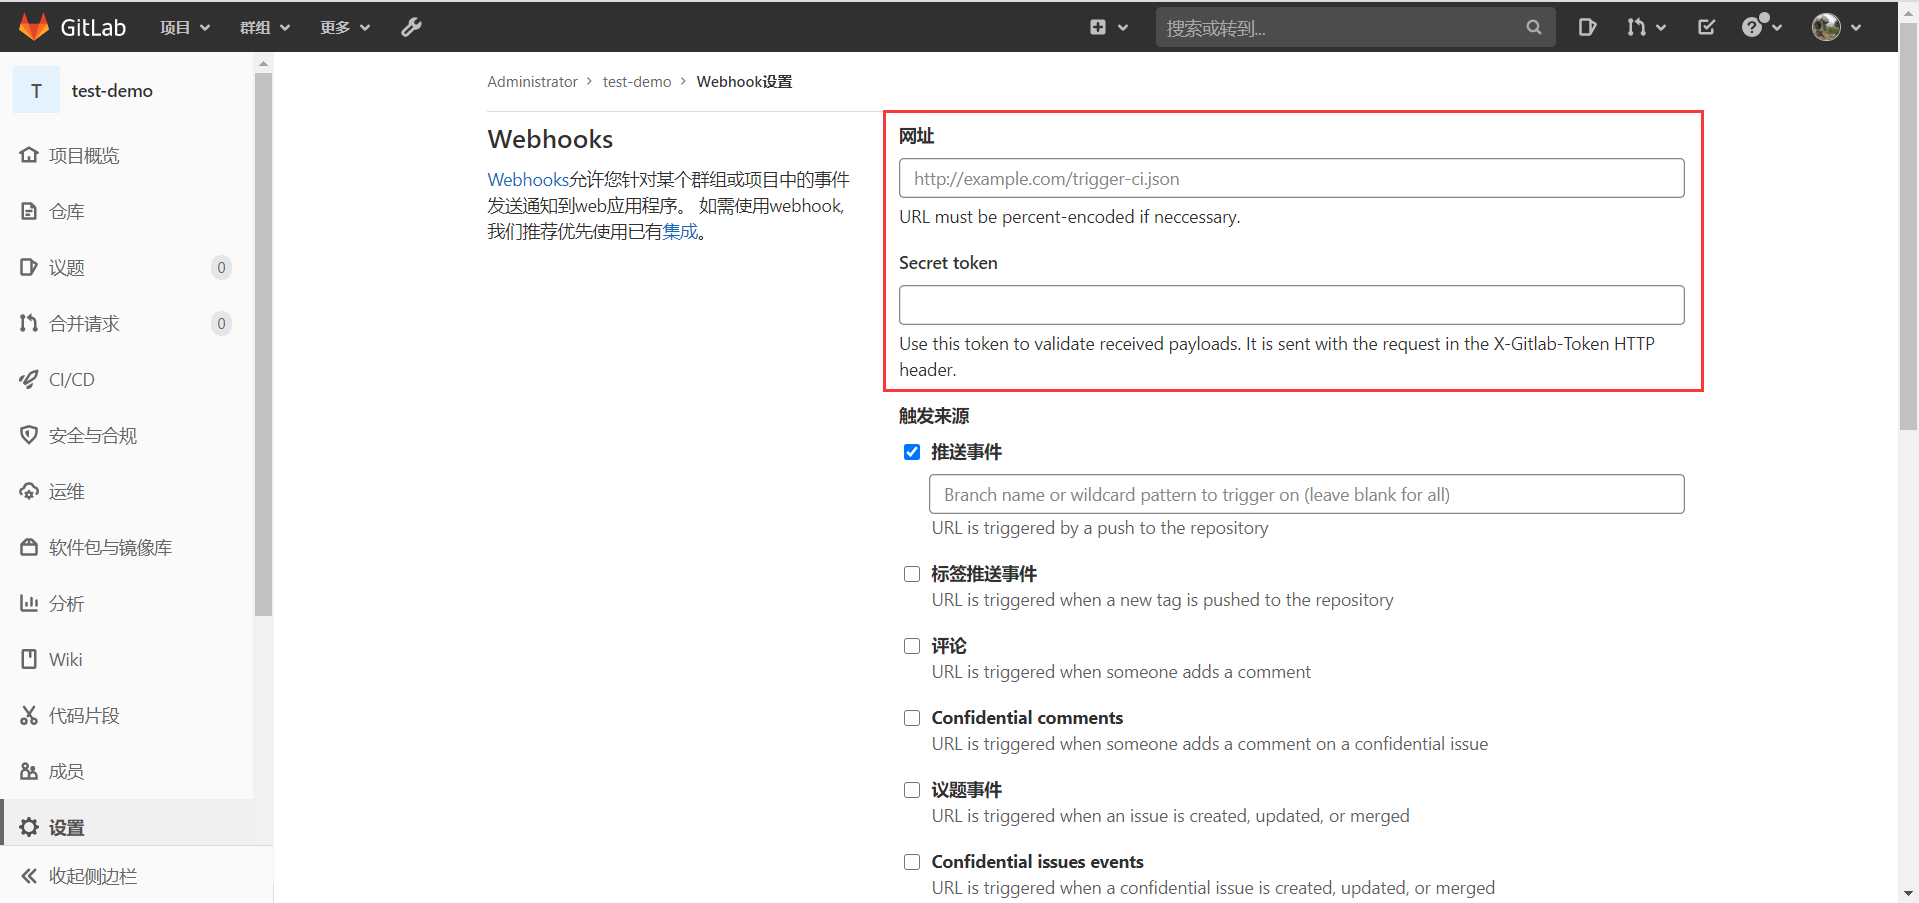 GitLab 项目 群组 更多 搜索或转到...
T test-demo
项目概览
仓库
议题 0
合并请求 0
CI/CD
安全与合规
运维
软件包与镜像库
分析
Wiki
代码片段
成员
设置
收起侧边栏
Administrator > test-demo > Webhook设置
Webhooks
Webhooks允许您针对某个群组或项目中的事件
发送通知到web应用程序。 如需使用webhook,
我们推荐优先使用已有集成。
网址
http://example.com/trigger-ci.json
URL must be percent-encoded if neccessary.
Secret token
Use this token to validate received payloads. It is sent with the request in the X-Gitlab-Token HTTP
header.
触发来源
推送事件
Branch name or wildcard pattern to trigger on (leave blank for all)
URL is triggered by a push to the repository
标签推送事件
URL is triggered when a new tag is pushed to the repository
评论
URL is triggered when someone adds a comment
Confidential comments
URL is triggered when someone adds a comment on a confidential issue
议题事件
URL is triggered when an issue is created, updated, or merged
Confidential issues events
URL is triggered when a confidential issue is created, updated, or merged